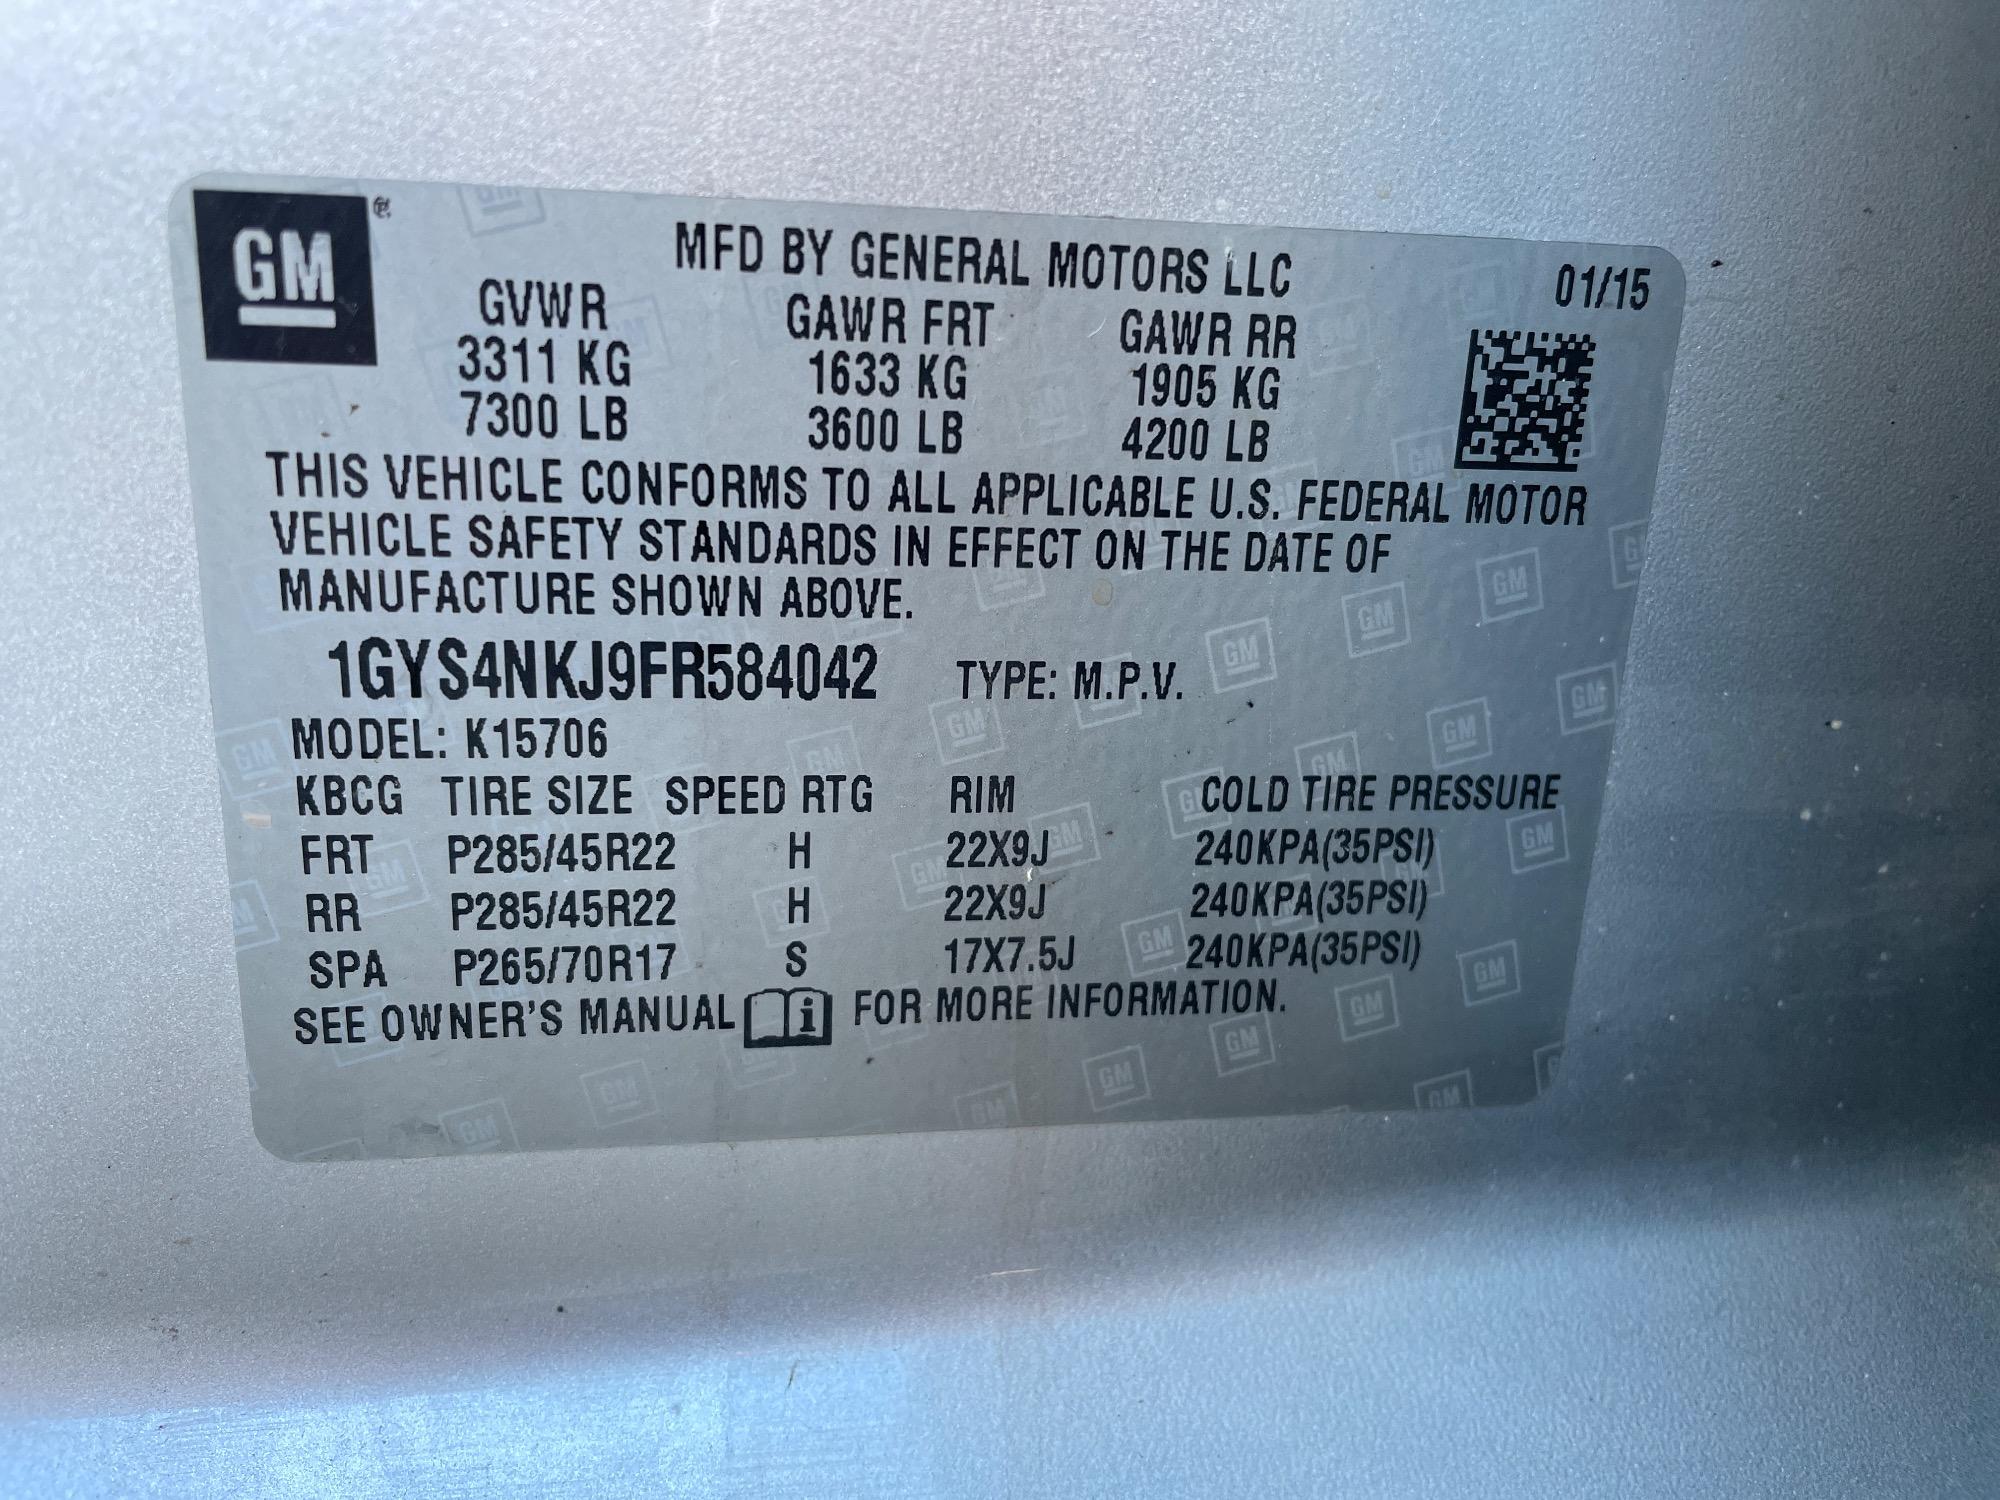 GM
MFD BY GENERAL MOTORS LLC 01/15
GVWR GAWR FRT GAWR RR
3311 KG 1633 KG 1905 KG
7300 LB 3600 LB 4200 LB
THIS VEHICLE CONFORMS TO ALL APPLICABLE U.S. FEDERAL MOTOR
VEHICLE SAFETY STANDARDS IN EFFECT ON THE DATE OF
MANUFACTURE SHOWN ABOVE.
1GYS4NKJ9FR584042 TYPE: M.P.V.
MODEL: K15706
KBCG TIRE SIZE SPEED RTG RIM COLD TIRE PRESSURE
FRT P285/45R22 H 22X9J 240KPA(35PSI)
RR P285/45R22 H 22X9J 240KPA(35PSI)
SPA P265/70R17 S 17X7.5J 240KPA(35PSI)
SEE OWNER'S MANUAL i FOR MORE INFORMATION.